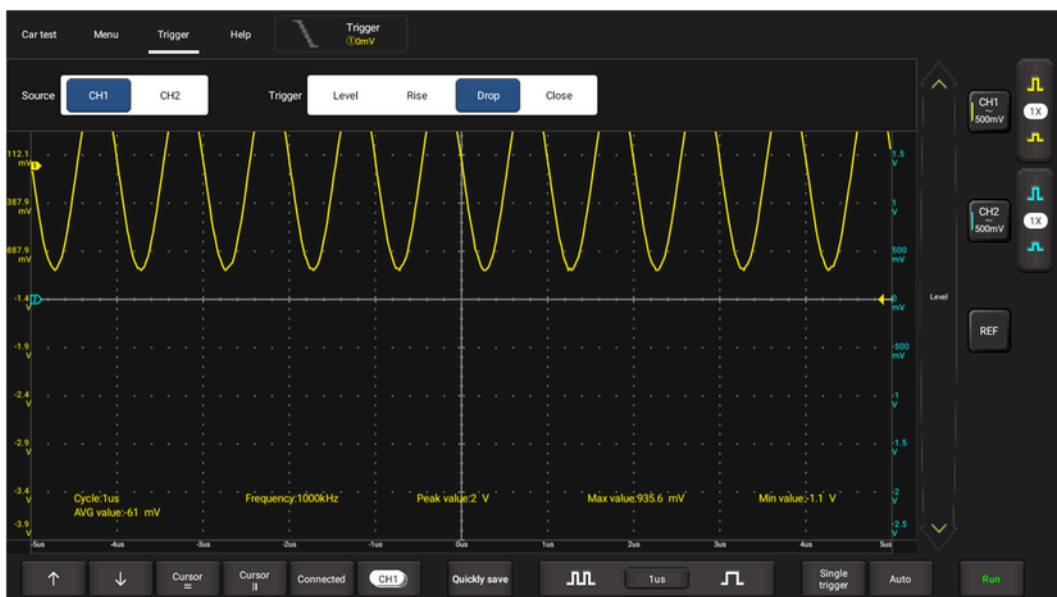 Car test Menu Trigger Help Trigger
①0mV
Source CH1 CH2 Trigger Level Rise Drop Close
CH1
~
500mV
1X
CH2
~
500mV
1X
Level
REF
112.1
mV
387.9
mV
887.9
mV
-1.4
V
-1.9
V
-2.4
V
-2.9
V
-3.4
V
-3.9
V
1
2
1.5
V
1
V
500
mV
0
mV
-500
mV
-1
V
-1.5
V
-2
V
-2.5
V
Cycle:1us Frequency:1000kHz Peak value:2 V Max value:935.6 mV Min value:-1.1 V
AVG value:-61 mV
-5us -4us -3us -2us -1us 0us 1us 2us 3us 4us 5us
↑ ↓ Cursor
=
Cursor
||
Connected CH1 Quickly save 1us Single
trigger
Auto Run